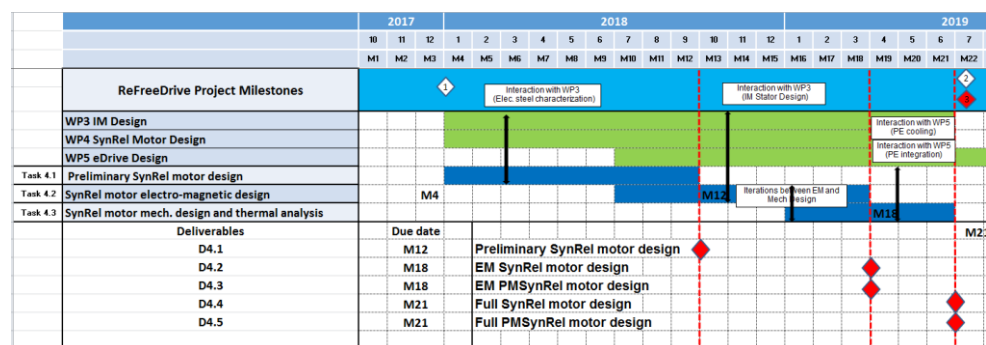 2017 2018 2019
10 11 12 1 2 3 4 5 6 7 8 9 10 11 12 1 2 3 4 5 6 7
M1 M2 M3 M4 M5 M6 M7 M8 M9 M10 M11 M12 M13 M14 M15 M16 M17 M18 M19 M20 M21 M22
ReFreeDrive Project Milestones
1
Interaction with WP3
(Elec. steel characterization)
Interaction with WP3
(IM Stator Design)
2
3
WP3 IM Design
Interaction with WP5
(PE cooling)
WP4 SynRel Motor Design
WP5 eDrive Design
Interaction with WP5
(PE integration)
Task 4.1 Preliminary SynRel motor design
Task 4.2 SynRel motor electro-magnetic design M4 M12
Iterations between EM and
Mech Design
Task 4.3 SynRel motor mech. design and thermal analysis M18
Deliverables Due date M21
D4.1 M12 Preliminary SynRel motor design
D4.2 M18 EM SynRel motor design
D4.3 M18 EM PMSynRel motor design
D4.4 M21 Full SynRel motor design
D4.5 M21 Full PMSynRel motor design